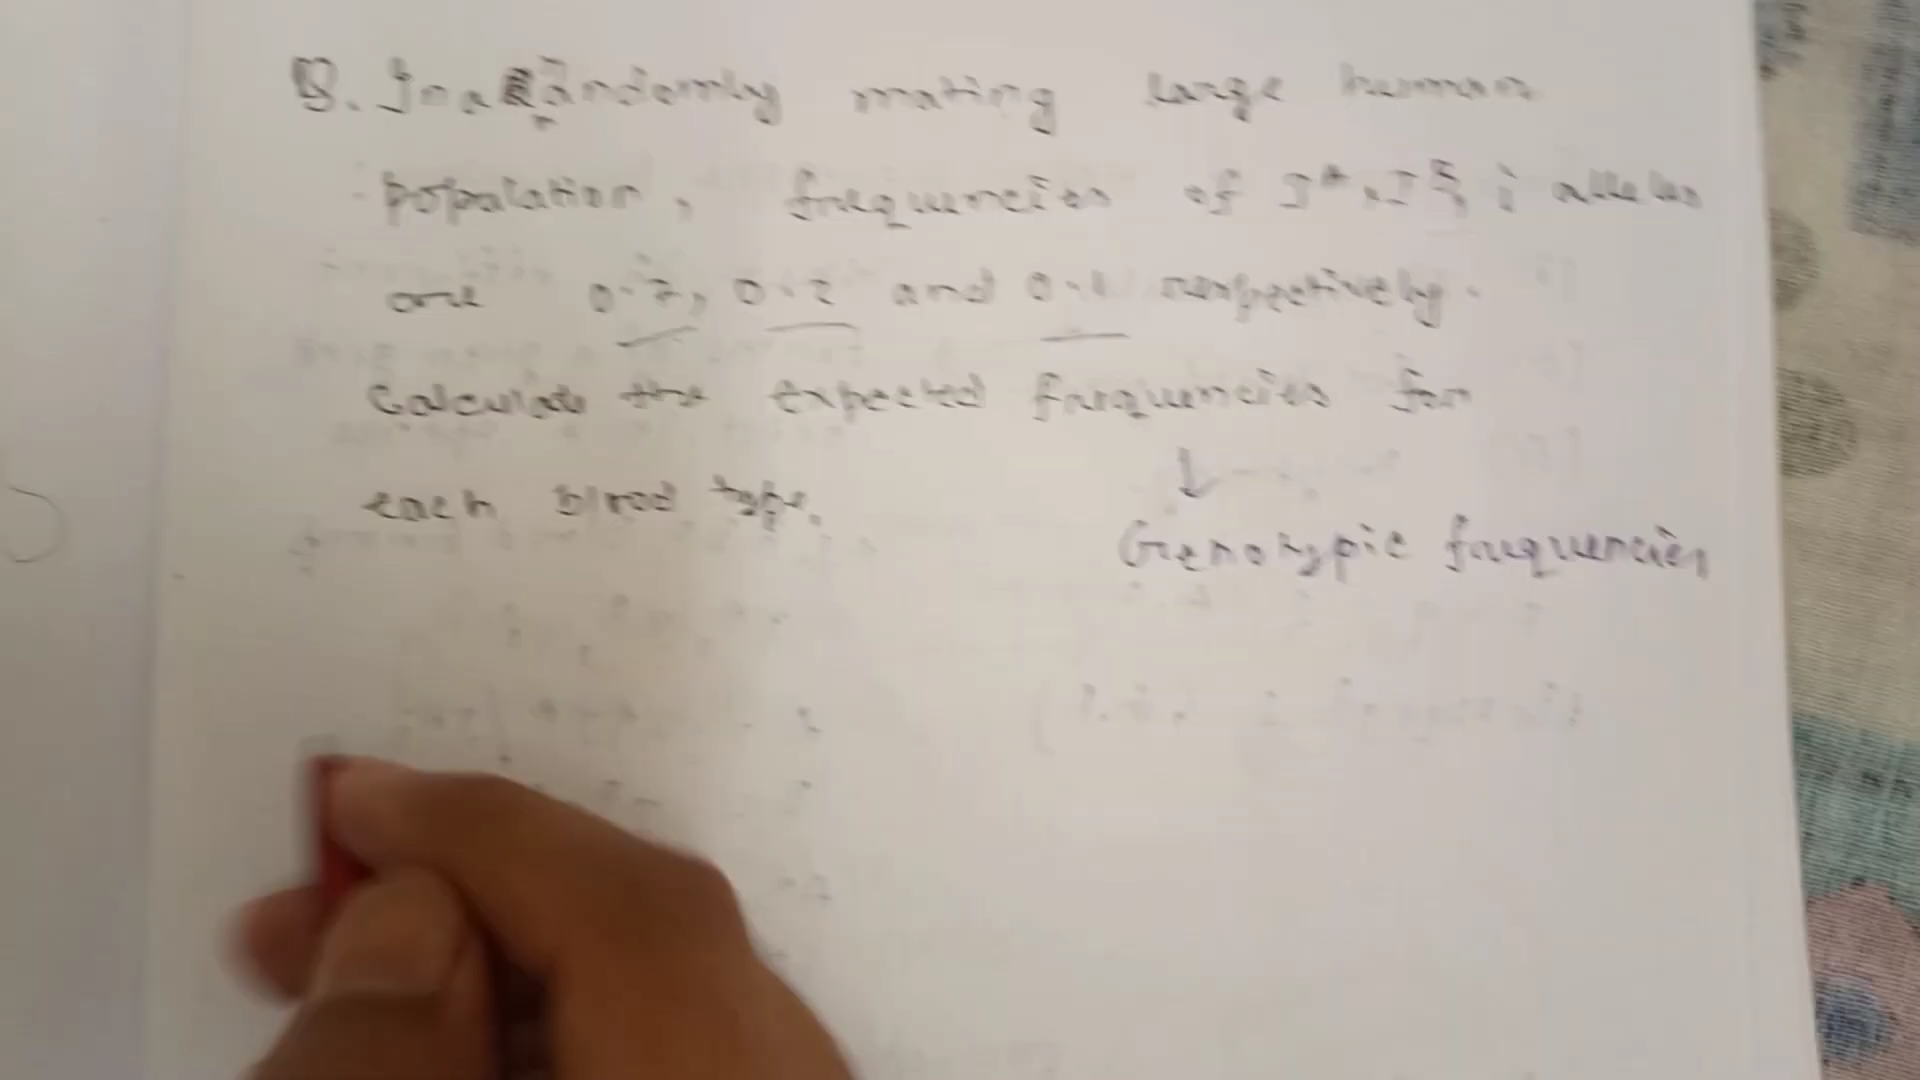 Q. In a Randomly mating large human
population, frequencies of I^A, I^B, i alleles
are 0.7, 0.2 and 0.1 respectively.
Calculate the expected frequencies for
each blood type.
↓
Genotypic frequencies